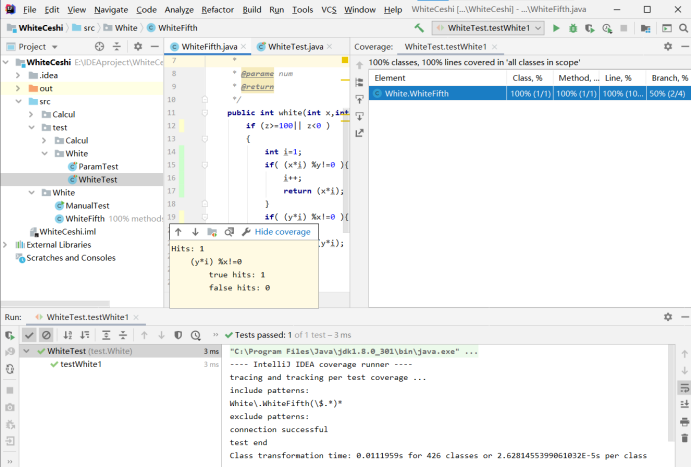 File Edit View Navigate Code Analyze Refactor Build Run Tools VCS Window Help WhiteCeshi [...\WhiteCeshi] - ...\WhiteFifth.java
WhiteCeshi src White WhiteFifth WhiteTest.testWhite1
Project WhiteFifth.java WhiteTest.java Coverage: WhiteTest.testWhite1
WhiteCeshi E:\IDEAproject\WhiteCe
.idea
out
src
Calcul
test
Calcul
White
ParamTest
WhiteTest
White
ManualTest
WhiteFifth 100% methods
WhiteCeshi.iml
External Libraries
Scratches and Consoles
7 *
8 * @parame num
9 * @return
10 */
11 public int white(int x,int
12 if (z>=100|| z<0 )
13 {
14 int i=1;
15 if( (x*i) %y!=0 ){
16 i++;
17 return (x*i);
18 }
19 if( (y*i) %x!=0 ){
(y*i);
Hide coverage
Hits: 1
(y*i) %x!=0
true hits: 1
false hits: 0
100% classes, 100% lines covered in 'all classes in scope'
Element Class, % Method, ... Line, % Branch, %
White.WhiteFifth 100% (1/1) 100% (1/1) 100% (10... 50% (2/4)
Run: WhiteTest.testWhite1
Tests passed: 1 of 1 test – 3 ms
WhiteTest (test.White) 3 ms
testWhite1 3 ms
"C:\Program Files\Java\jdk1.8.0_301\bin\java.exe" ...
---- IntelliJ IDEA coverage runner ----
tracing and tracking per test coverage ...
include patterns:
White\.WhiteFifth(\$.*)*
exclude patterns:
connection successful
test end
Class transformation time: 0.0111959s for 426 classes or 2.6281455399061032E-5s per class